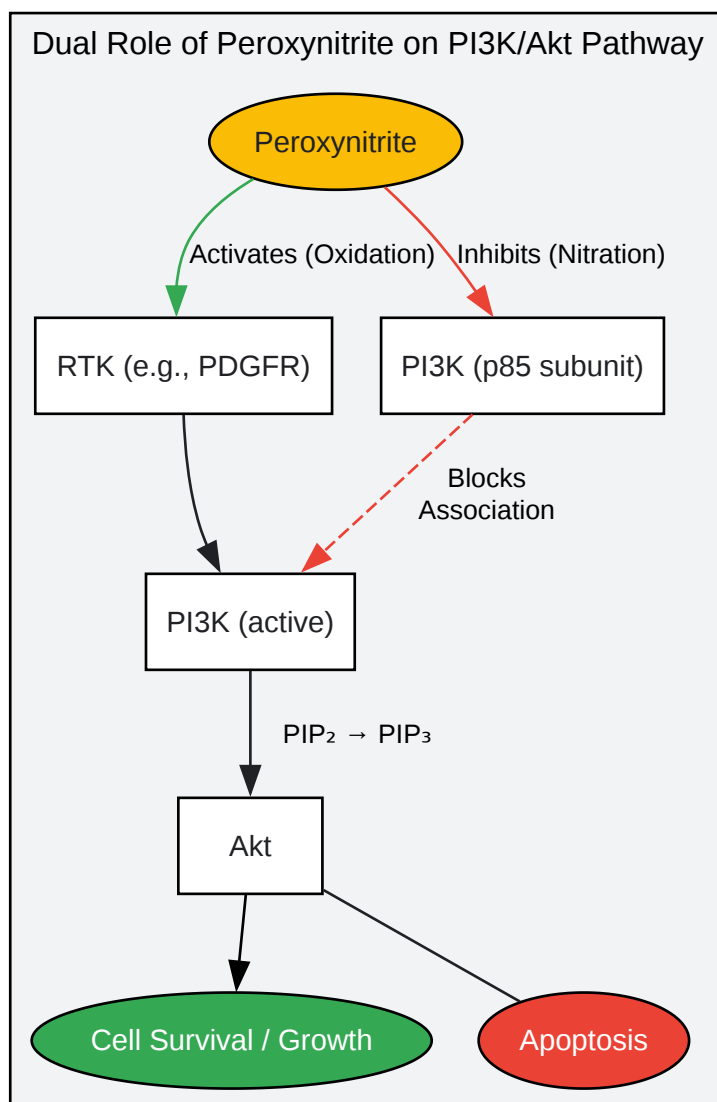 Dual Role of Peroxynitrite on PI3K/Akt Pathway
Peroxynitrite
Activates (Oxidation)
Inhibits (Nitration)
RTK (e.g., PDGFR)
PI3K (p85 subunit)
Blocks
Association
PI3K (active)
PIP₂ → PIP₃
Akt
Cell Survival / Growth
Apoptosis